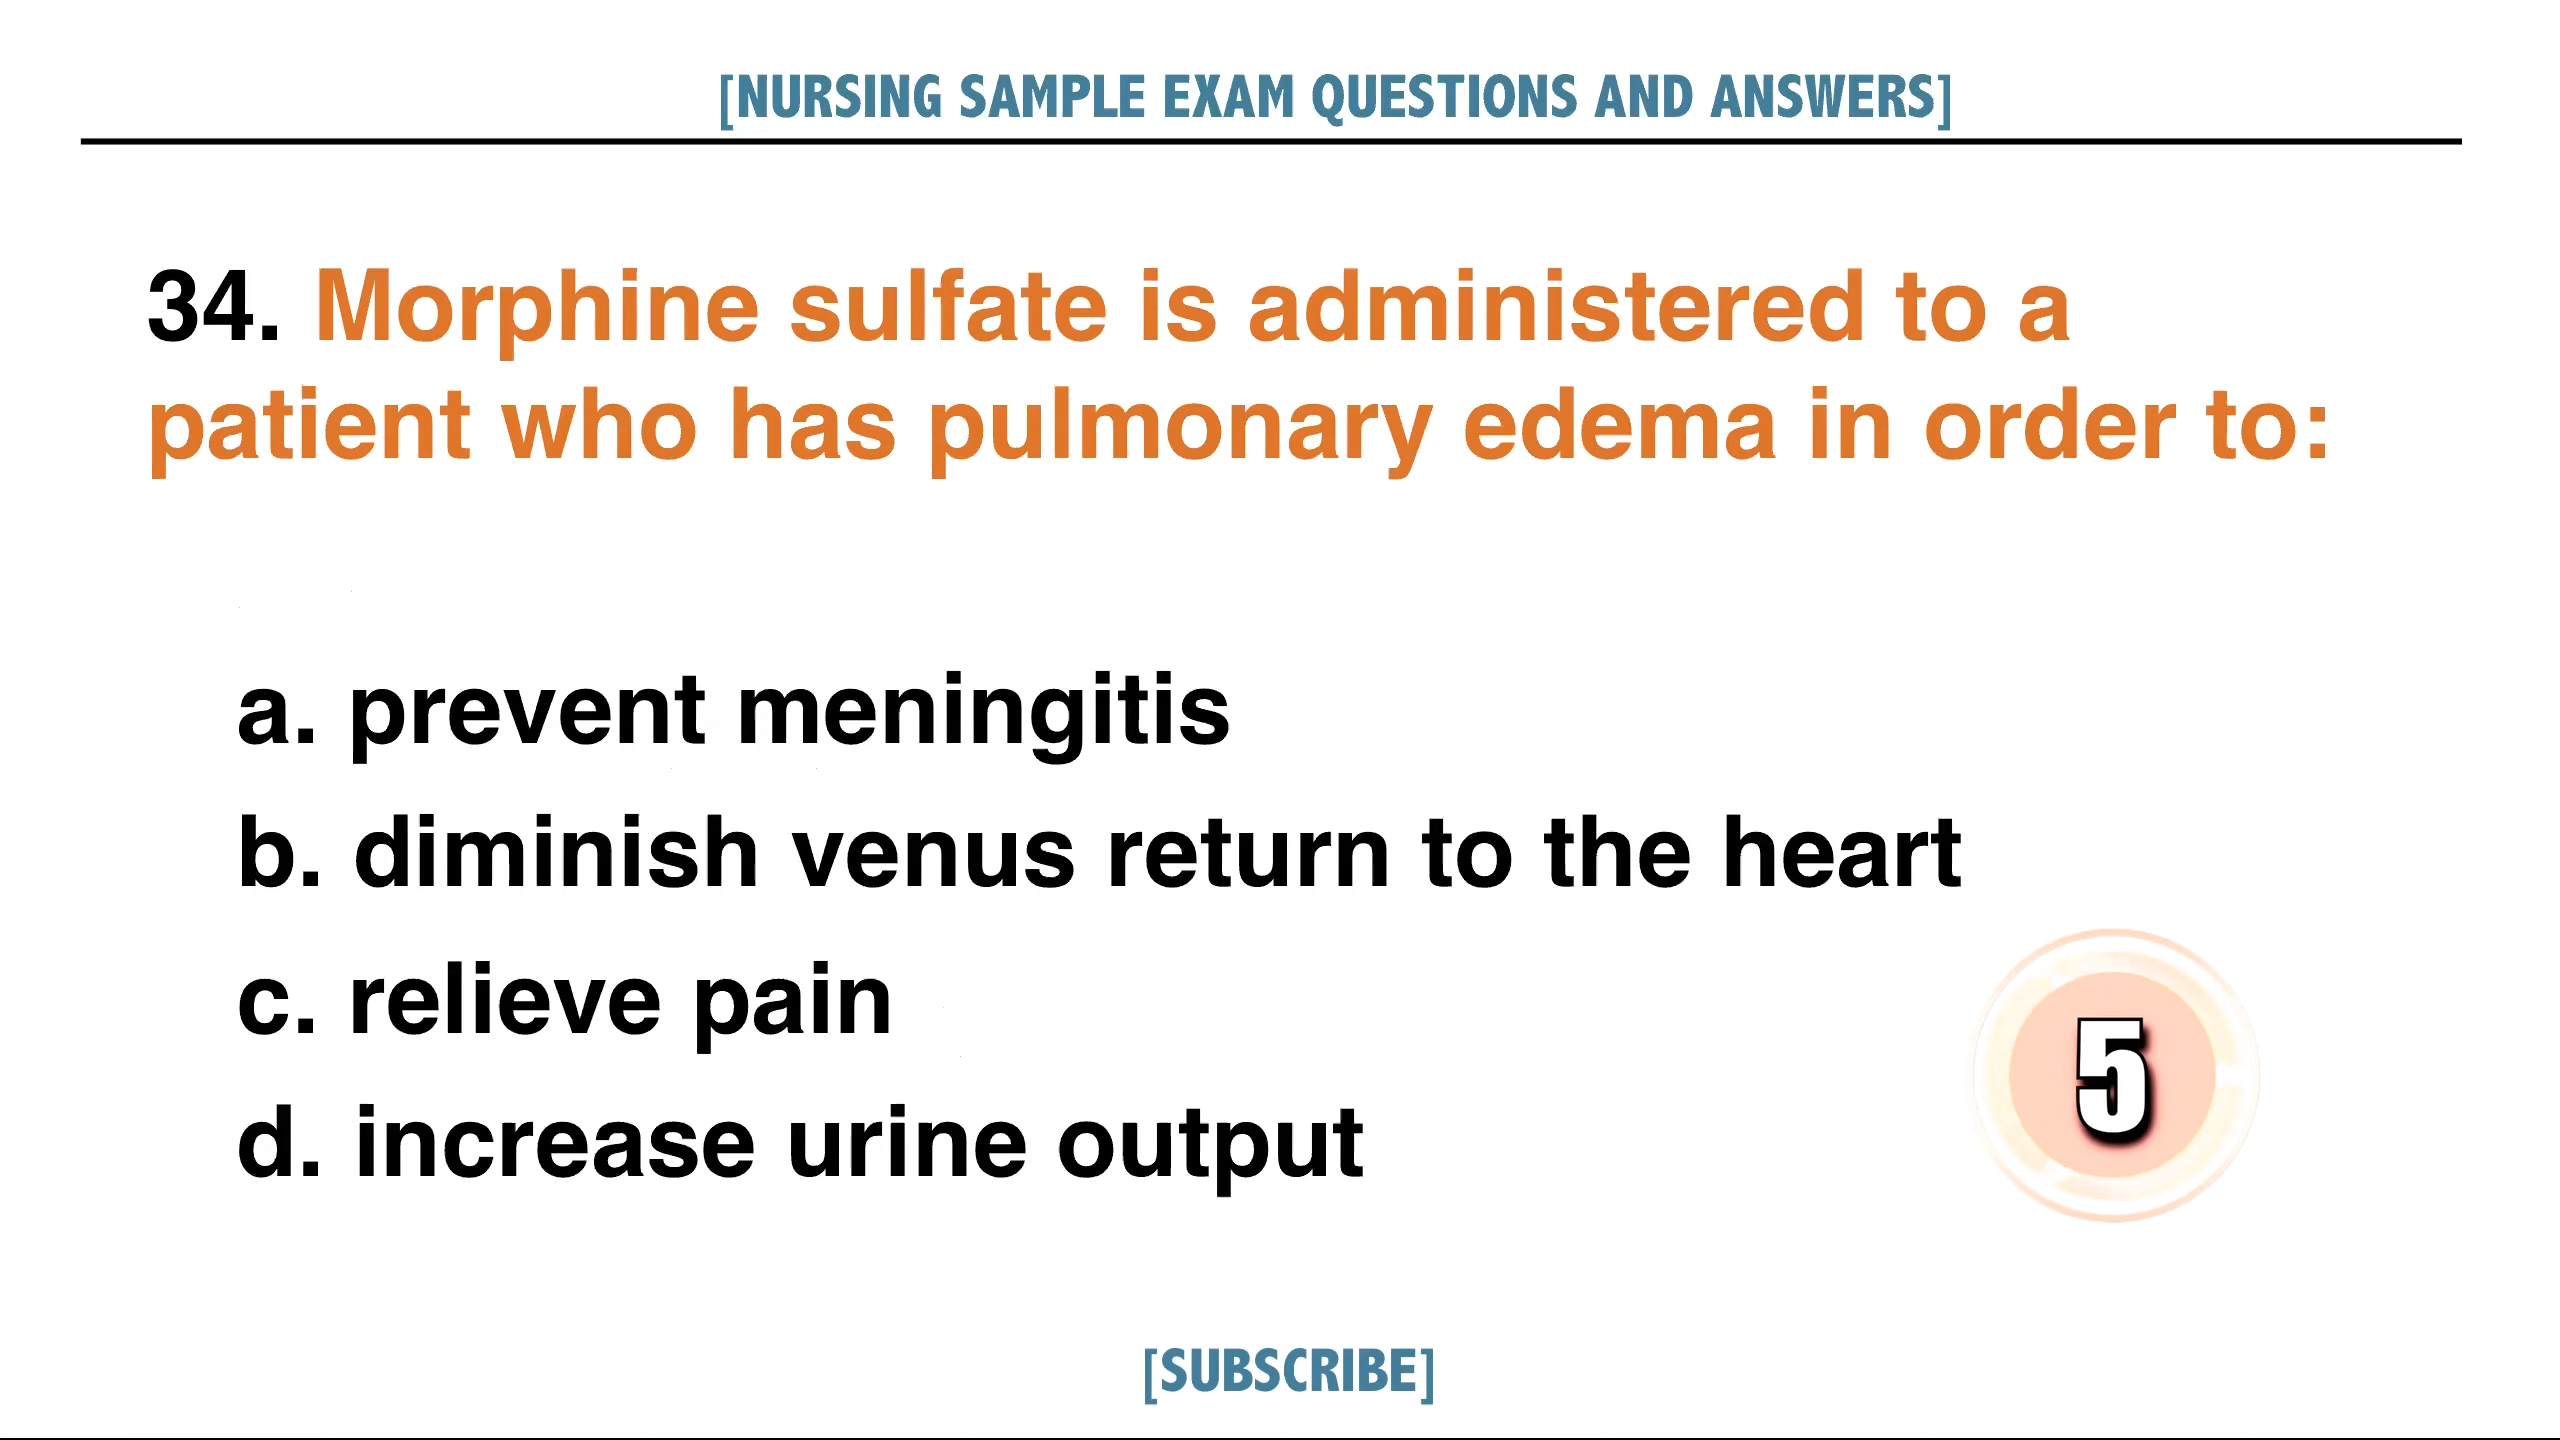 [NURSING SAMPLE EXAM QUESTIONS AND ANSWERS]
34. Morphine sulfate is administered to a
patient who has pulmonary edema in order to:
a. prevent meningitis
b. diminish venus return to the heart
c. relieve pain
d. increase urine output
5
[SUBSCRIBE]